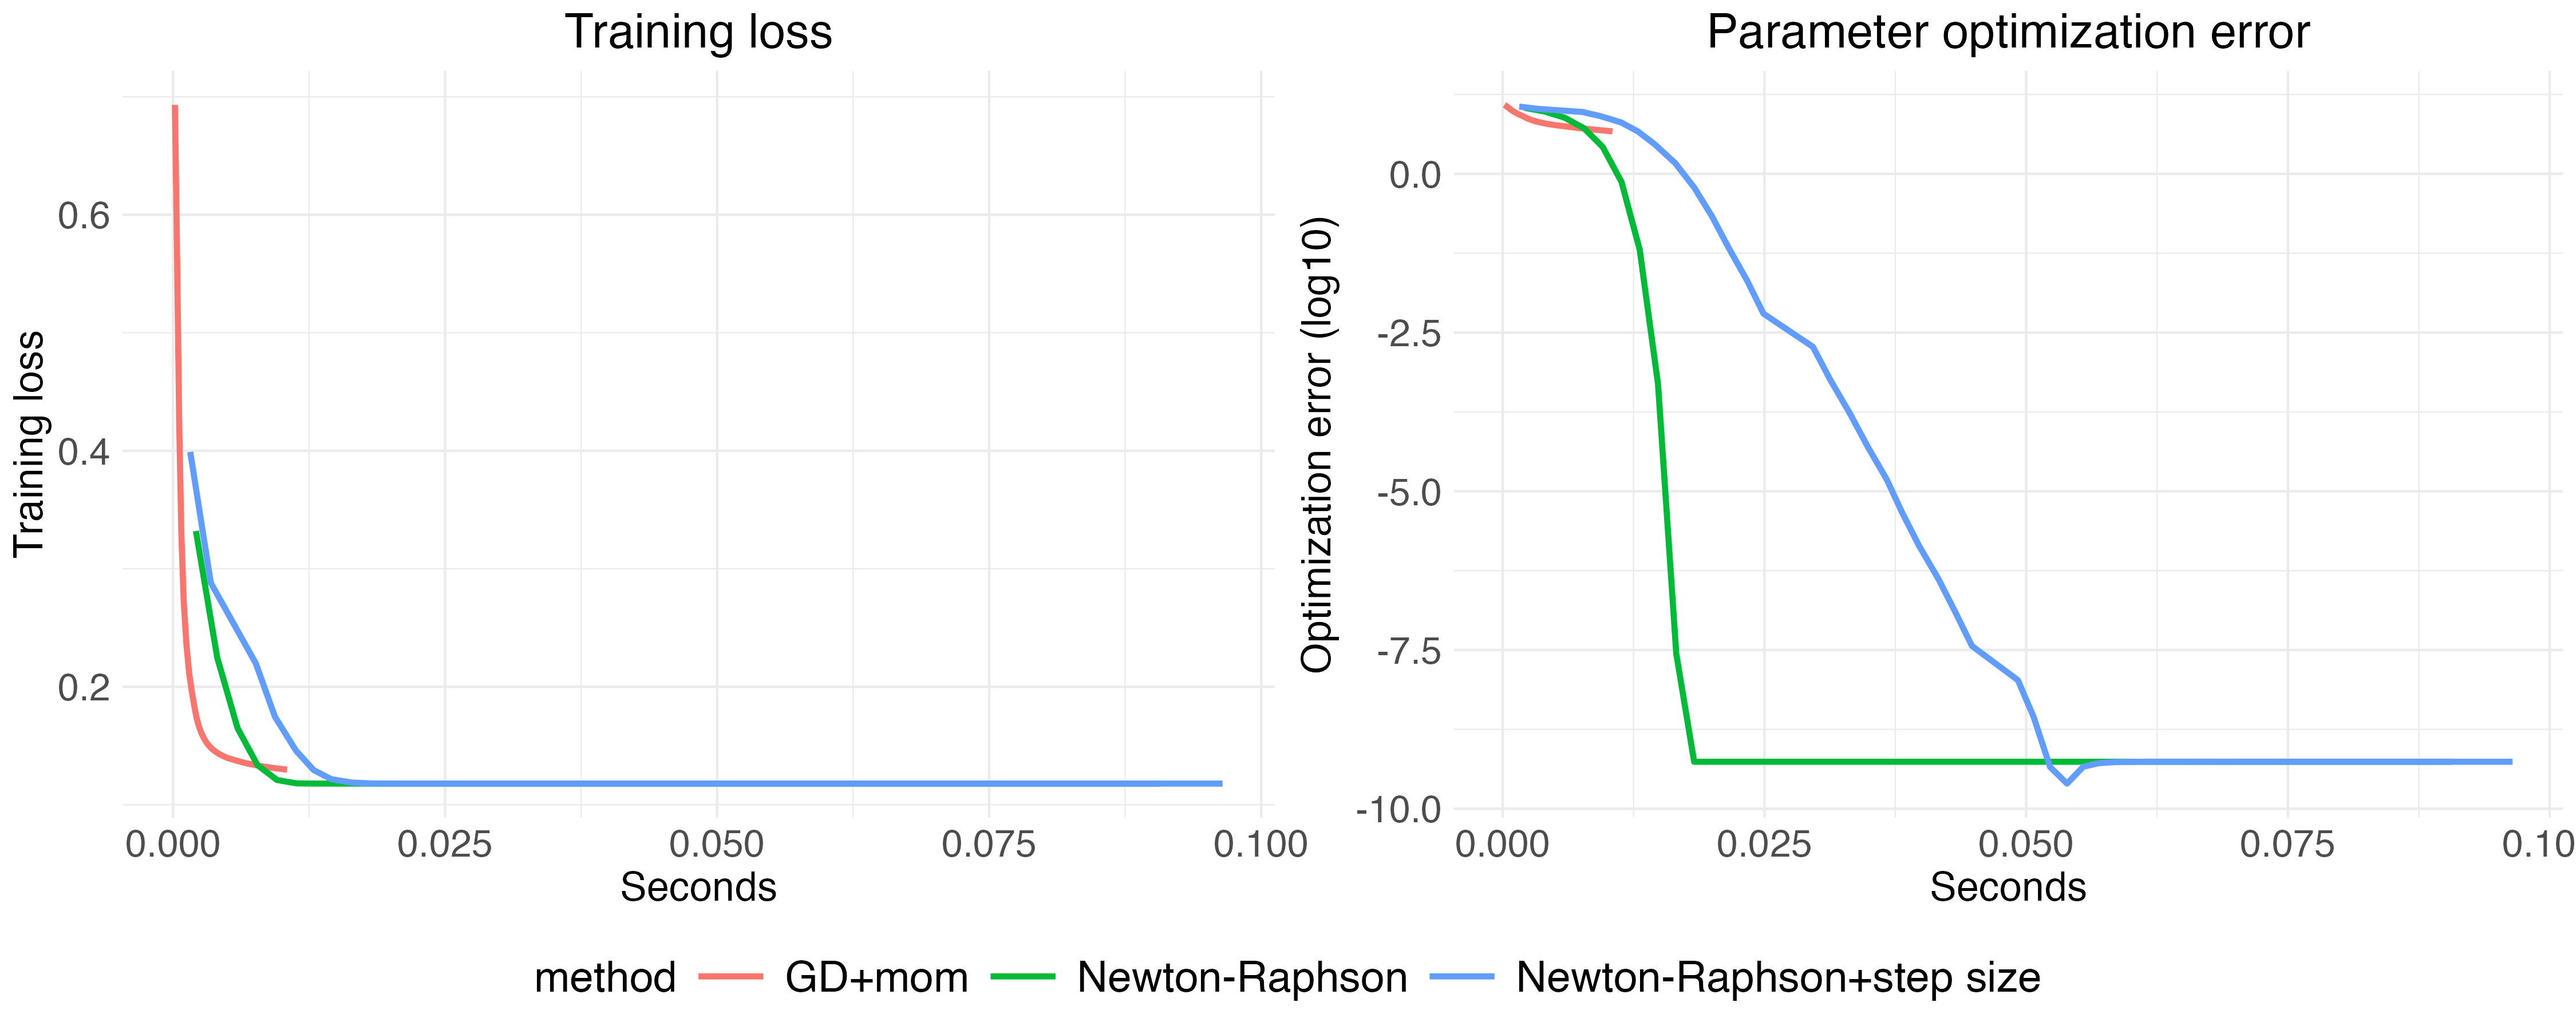 Training loss
Training loss
0.6
0.4
0.2
0.000 0.025 0.050 0.075 0.100
Seconds
Parameter optimization error
Optimization error (log10)
0.0
-2.5
-5.0
-7.5
-10.0
0.000 0.025 0.050 0.075 0.10
Seconds
method GD+mom Newton-Raphson Newton-Raphson+step size